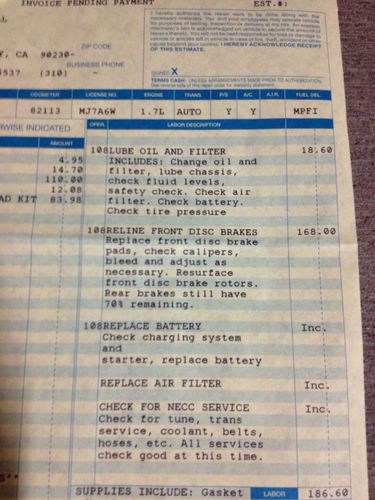 INVOICE PENDING PAYMENT EST.#:
I hereby authorize the repair work to be done along with the
necessary materials. You and your employees may operate vehicle
for purposes of testing, inspection or delivery at my risk. An express
mechanic's lien is acknowledged on vehicle to secure the amount of
repairs thereto. You will not be held responsible for loss or damage to
vehicle or articles left in vehicle in case of fire, theft, accident or any other
cause beyond your control. I HEREBY ACKNOWLEDGE RECEIPT
OF THIS ESTIMATE.
ZIP CODE
Y, CA 90230-
BUSINESS PHONE
4537 (310) -
SIGNED X
TERMS CASH: UNLESS ARRANGEMENTS MADE PRIOR TO AUTHORIZATION.
See reverse side of this repair order for warranty statement.
ODOMETER LICENSE NO. ENGINE TRANS P/S A/C A.I.R. FUEL DEL.
82113 MJ7A6W 1.7L AUTO Y Y MPFI
RWISE INDICATED OPER. LABOR DESCRIPTION
AMOUNT
4.95
14.70
110.00
12.08
AD KIT 83.98
108LUBE OIL AND FILTER 18.60
INCLUDES: Change oil and
filter, lube chassis,
check fluid levels,
safety check. Check air
filter. Check battery.
Check tire pressure
108RELINE FRONT DISC BRAKES 168.00
Replace front disc brake
pads, check calipers,
bleed and adjust as
necessary. Resurface
front disc brake rotors.
Rear brakes still have
70% remaining.
108REPLACE BATTERY Inc.
Check charging system
and
starter, replace battery
REPLACE AIR FILTER Inc.
CHECK FOR NECC SERVICE Inc.
Check for tune, trans
service, coolant, belts,
hoses, etc. All services
check good at this time.
SUPPLIES INCLUDE: Gasket LABOR 186.60